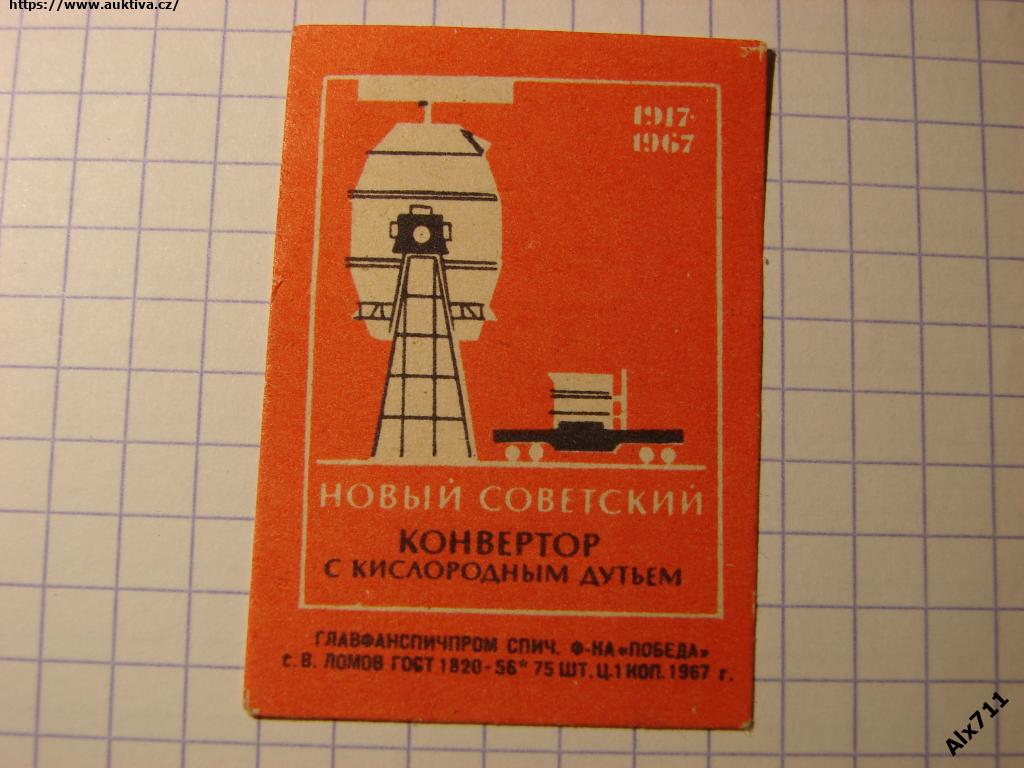 https://www.auktiva.cz/
1917-
1967
НОВЫЙ СОВЕТСКИЙ
КОНВЕРТОР
С КИСЛОРОДНЫМ ДУТЬЕМ
ГЛАВФАНСПИЧПРОМ СПИЧ. Ф-КА «ПОБЕДА»
с. В. ЛОМОВ ГОСТ 1820-56* 75 ШТ. Ц. 1 КОП. 1967 г.
Alx711